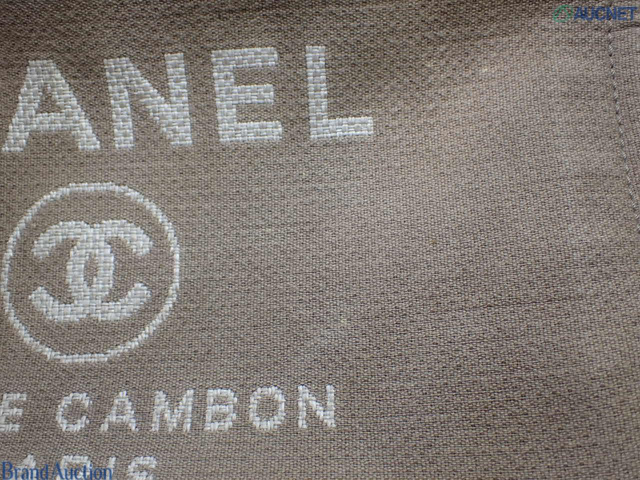 AUCNET
ANEL
E CAMBON
Brand Auction